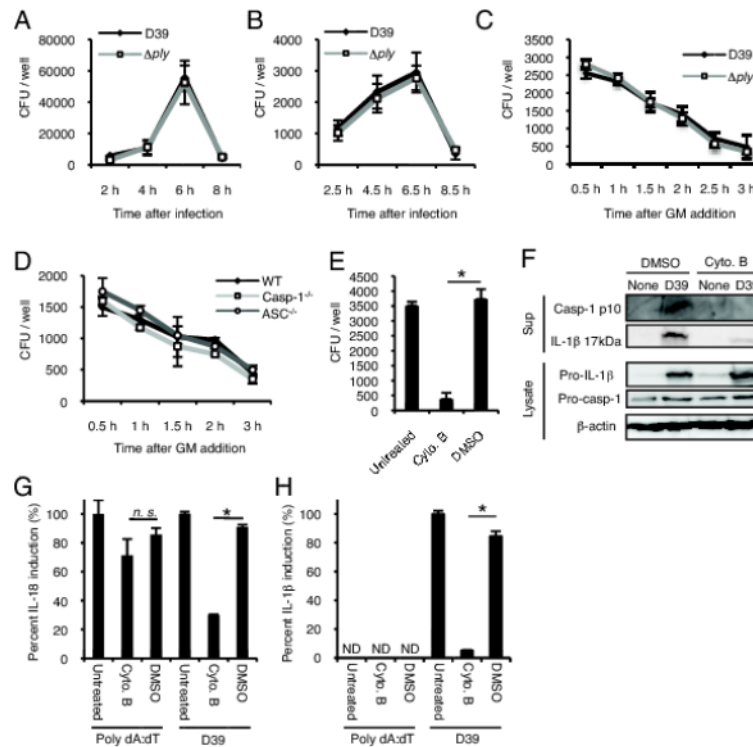 A
D39
Δply
CFU / well
80000
60000
40000
20000
0
2 h 4 h 6 h 8 h
Time after infection
B
D39
Δply
CFU / well
4000
3000
2000
1000
0
2.5 h 4.5 h 6.5 h 8.5 h
Time after infection
C
D39
Δply
CFU / well
3500
3000
2500
2000
1500
1000
500
0
0.5 h 1 h 1.5 h 2 h 2.5 h 3 h
Time after GM addition
D
WT
Casp-1-/-
ASC-/-
CFU / well
2000
1500
1000
500
0
0.5 h 1 h 1.5 h 2 h 3 h
Time after GM addition
E
CFU / well
4500
4000
3500
3000
2500
2000
1500
1000
500
0
*
Untreated Cyto. B DMSO
F
DMSO Cyto. B
None D39 None D39
Sup
Casp-1 p10
IL-1β 17kDa
Lysate
Pro-IL-1β
Pro-casp-1
β-actin
G
Percent IL-18 induction (%)
100
80
60
40
20
0
n. s.
*
Untreated Cyto. B DMSO Untreated Cyto. B DMSO
Poly dA:dT D39
H
Percent IL-1β induction (%)
100
80
60
40
20
0
ND ND ND
*
Untreated Cyto. B DMSO Untreated Cyto. B DMSO
Poly dA:dT D39